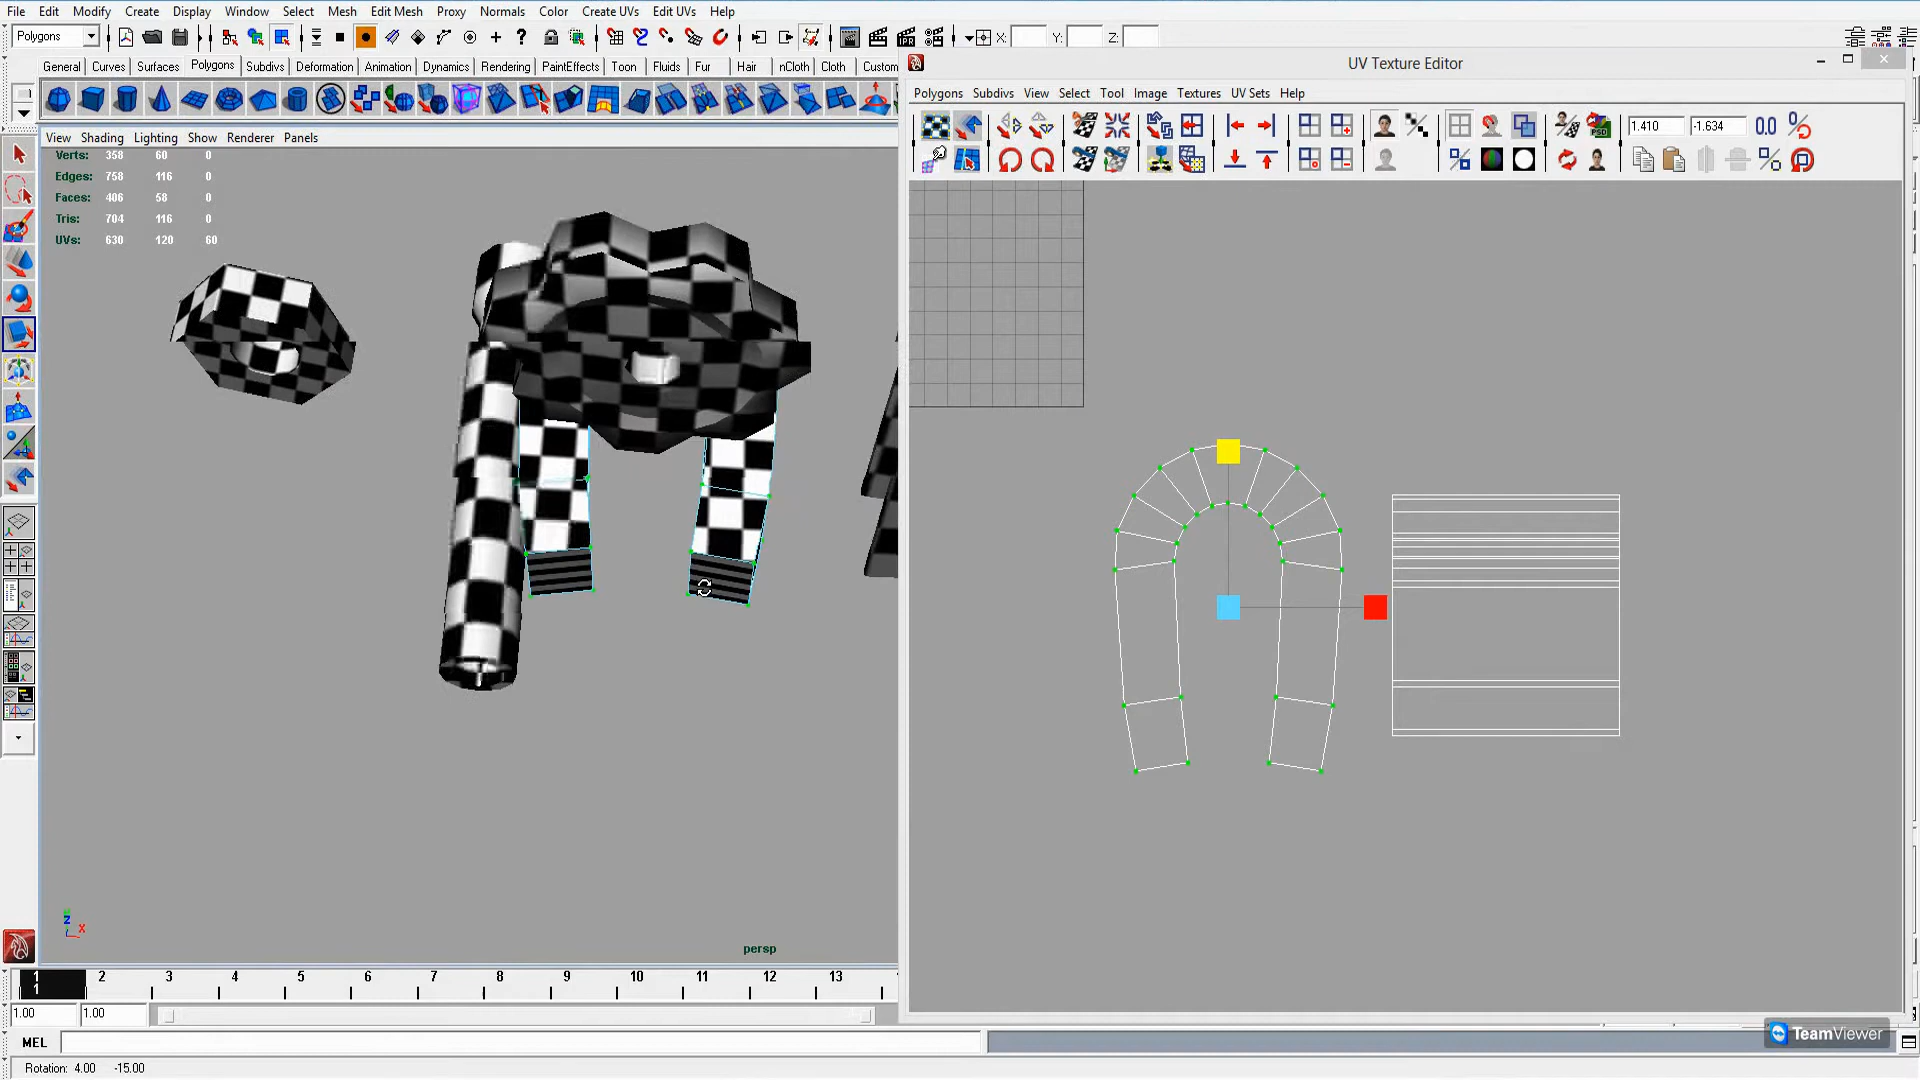 File Edit Modify Create Display Window Select Mesh Edit Mesh Proxy Normals Color Create UVs Edit UVs Help
Polygons X: Y: Z:
General Curves Surfaces Polygons Subdivs Deformation Animation Dynamics Rendering PaintEffects Toon Fluids Fur Hair nCloth Cloth Custom
UV Texture Editor
Polygons Subdivs View Select Tool Image Textures UV Sets Help
PSD 1.410 -1.634 0.0
View Shading Lighting Show Renderer Panels
Verts: 358 60 0
Edges: 758 116 0
Faces: 406 58 0
Tris: 704 116 0
UVs: 630 120 60
Z
X
persp
1 2 3 4 5 6 7 8 9 10 11 12 13
1
1.00 1.00
TeamViewer
MEL
Rotation: 4.00 -15.00